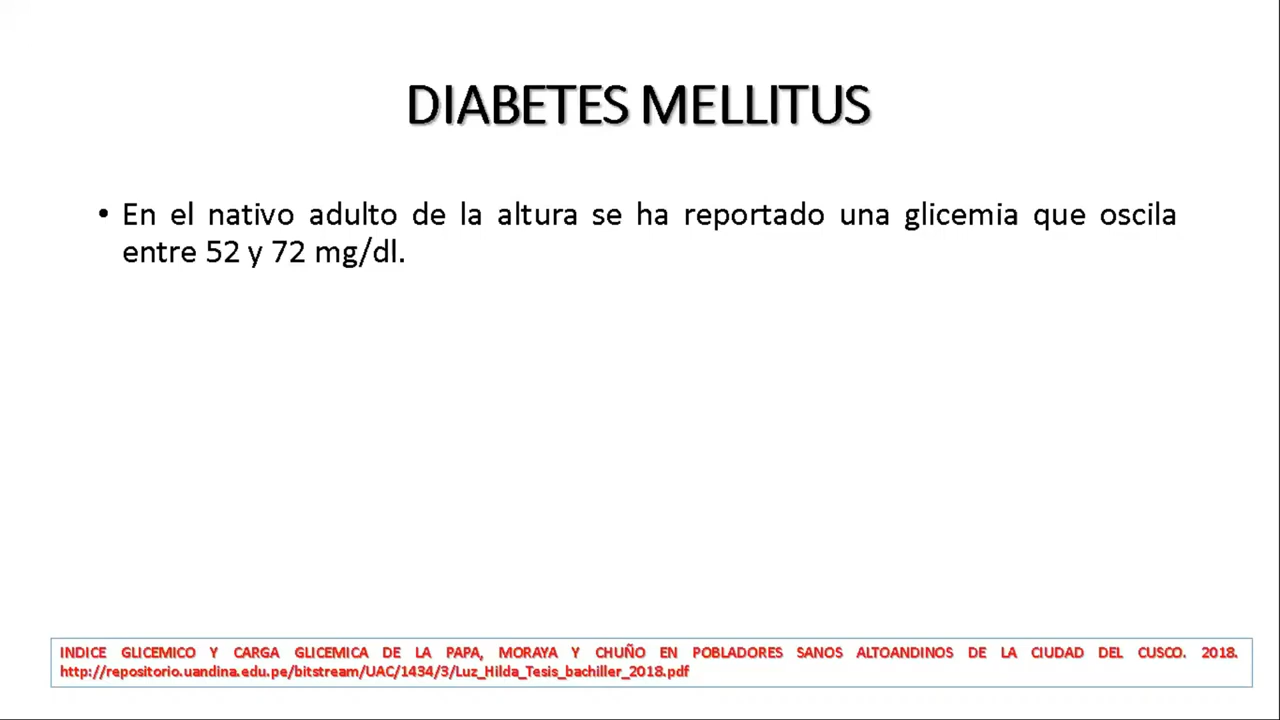 DIABETES MELLITUS
• En el nativo adulto de la altura se ha reportado una glicemia que oscila
entre 52 y 72 mg/dl.
INDICE GLICEMICO Y CARGA GLICEMICA DE LA PAPA, MORAYA Y CHUÑO EN POBLADORES SANOS ALTOANDINOS DE LA CIUDAD DEL CUSCO. 2018.
http://repositorio.uandina.edu.pe/bitstream/UAC/1434/3/Luz_Hilda_Tesis_bachiller_2018.pdf